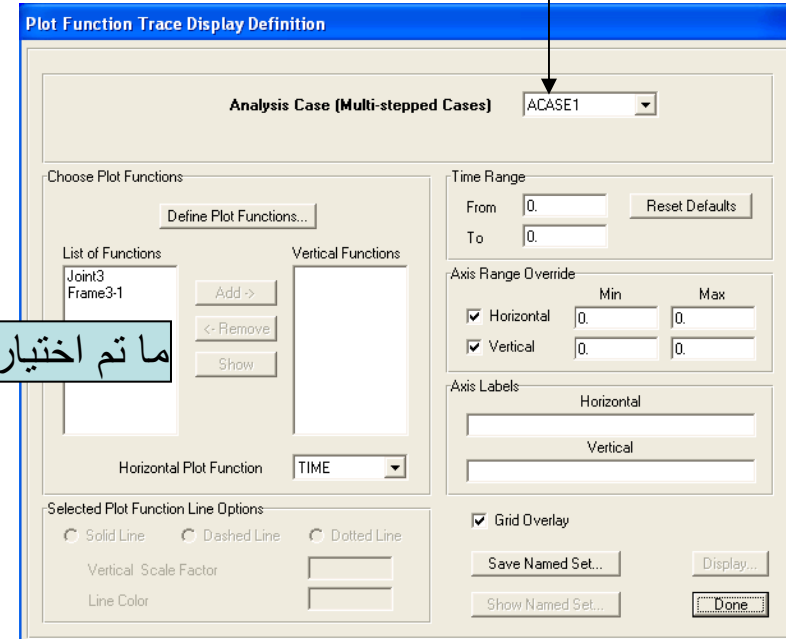 Plot Function Trace Display Definition
Analysis Case (Multi-stepped Cases) ACASE1
Choose Plot Functions
Define Plot Functions...
List of Functions Vertical Functions
Joint3
Frame3-1
Add ->
<- Remove
Show
ما تم اختيار
Horizontal Plot Function TIME
Time Range
From 0. Reset Defaults
To 0.
Axis Range Override
Min Max
Horizontal 0. 0.
Vertical 0. 0.
Axis Labels
Horizontal
Vertical
Selected Plot Function Line Options
Solid Line Dashed Line Dotted Line
Vertical Scale Factor
Line Color
Grid Overlay
Save Named Set... Display...
Show Named Set... Done